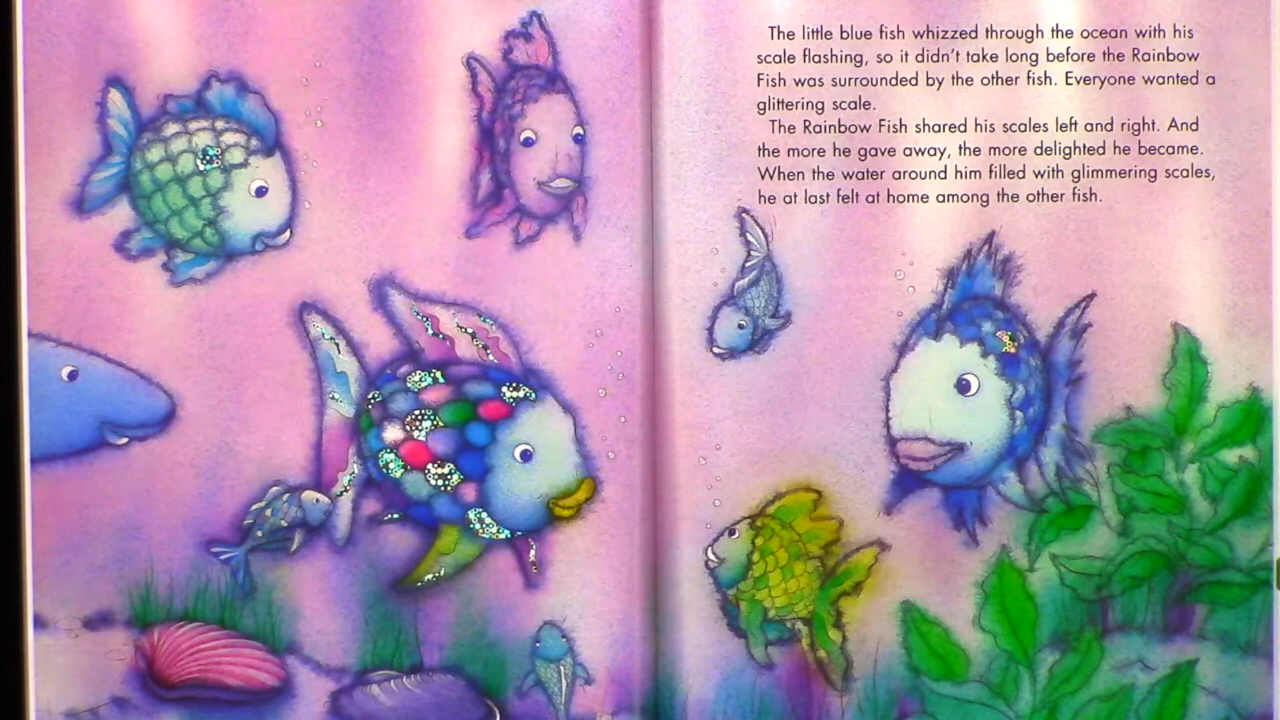 The little blue fish whizzed through the ocean with his
scale flashing, so it didn't take long before the Rainbow
Fish was surrounded by the other fish. Everyone wanted a
glittering scale.
The Rainbow Fish shared his scales left and right. And
the more he gave away, the more delighted he became.
When the water around him filled with glimmering scales,
he at last felt at home among the other fish.